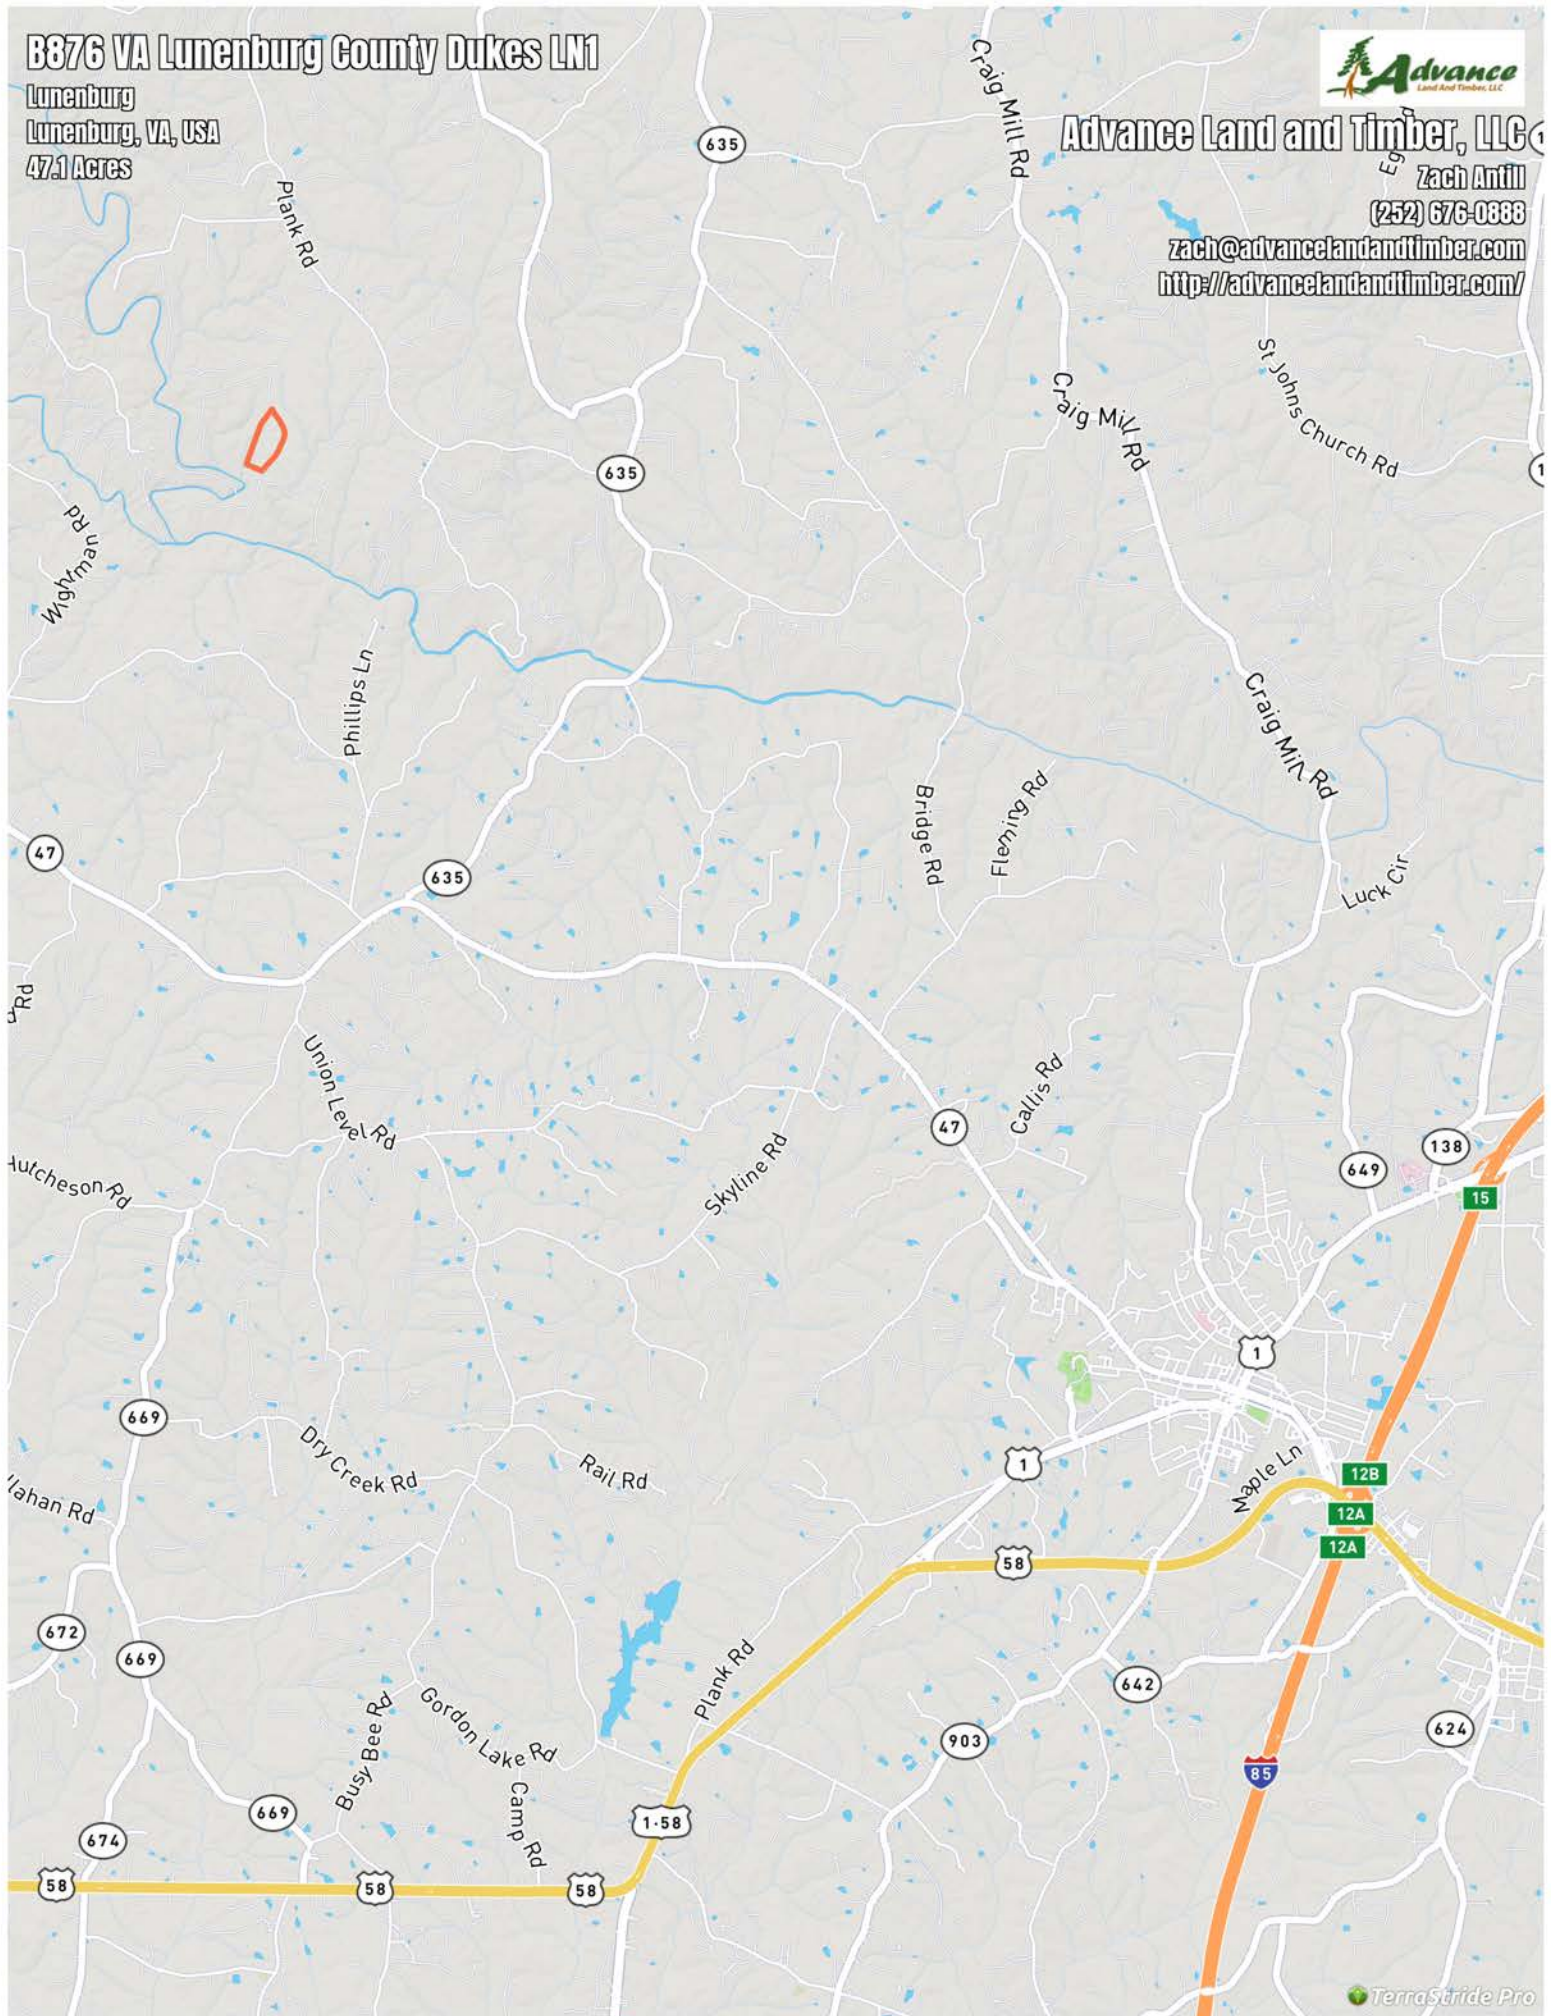 B876 VA Lunenburg County Dukes LN1
Lunenburg
Lunenburg, VA, USA
47.1 Acres
Advance
Land And Timber, LLC
Advance Land and Timber, LLC
Zach Antill
(252) 676-0888
zach@advancelandandtimber.com
http://advancelandandtimber.com/
Craig Mill Rd
635
Plank Rd
St Johns Church Rd
Craig Mill Rd
635
Wightman Rd
Phillips Ln
Craig Mill Rd
Bridge Rd
Fleming Rd
47
635
Luck Cir
Rd
Union Level Rd
Callis Rd
47
138
649
15
Skyline Rd
Hutcheson Rd
1
669
Dry Creek Rd
Rail Rd
1
Maple Ln
12B
12A
12A
llahan Rd
58
672
669
Plank Rd
642
Gordon Lake Rd
Busy Bee Rd
903
624
85
Camp Rd
669
1-58
674
58
58
58
TerraStride Pro